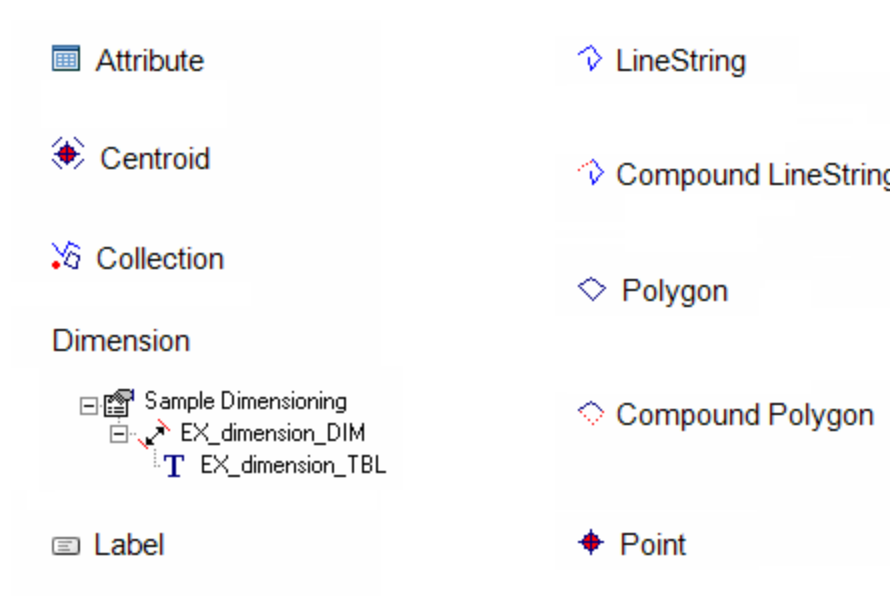 Attribute
Centroid
Collection
Dimension
Sample Dimensioning
EX_dimension_DIM
T EX_dimension_TBL
Label
LineString
Compound LineString
Polygon
Compound Polygon
Point